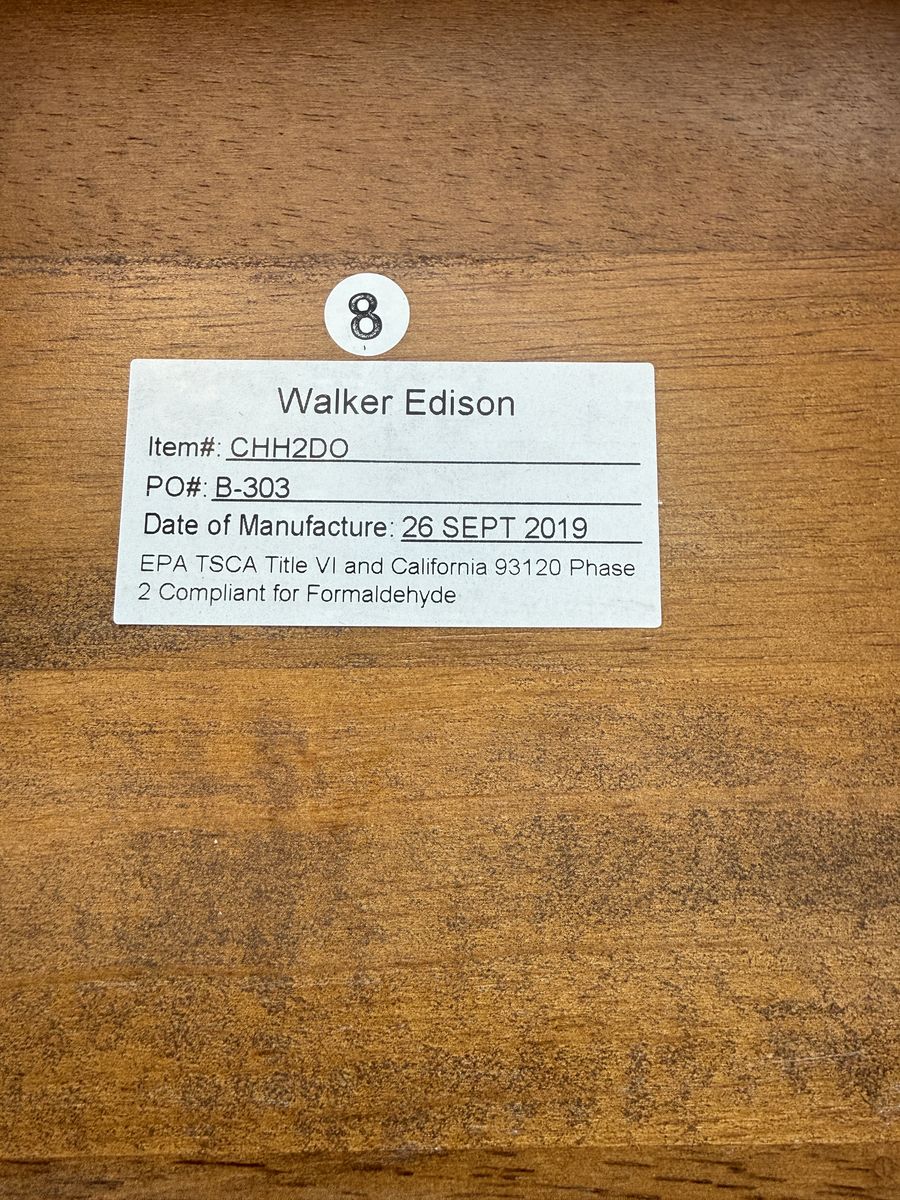 8
Walker Edison
Item#: CHH2DO
PO#: B-303
Date of Manufacture: 26 SEPT 2019
EPA TSCA Title VI and California 93120 Phase
2 Compliant for Formaldehyde